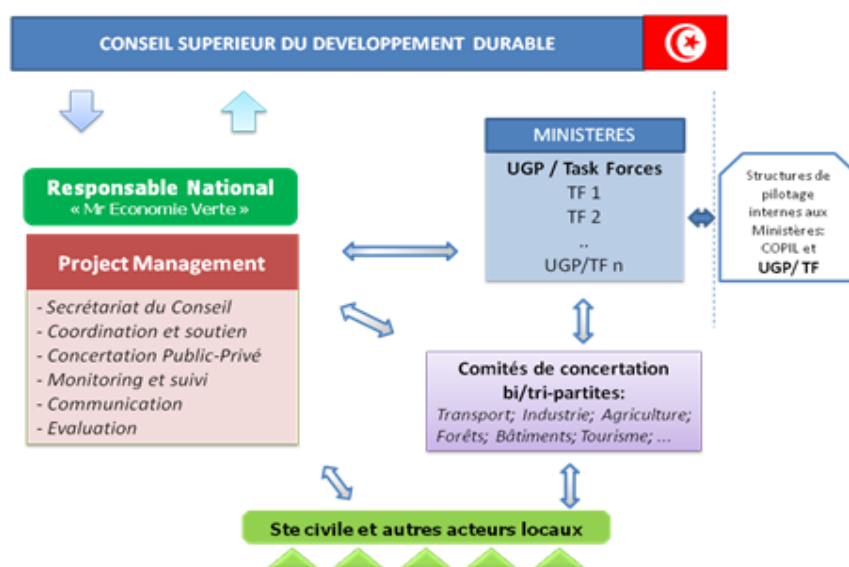 CONSEIL SUPERIEUR DU DEVELOPPEMENT DURABLE
Responsable National
« Mr Economie Verte »
Project Management
- Secrétariat du Conseil
- Coordination et soutien
- Concertation Public-Privé
- Monitoring et suivi
- Communication
- Evaluation
MINISTERES
UGP / Task Forces
TF 1
TF 2
..
UGP/TF n
Structures de
pilotage
internes aux
Ministères:
COPIL et
UGP/ TF
Comités de concertation
bi/tri-partites:
Transport; Industrie; Agriculture;
Forêts; Bâtiments; Tourisme; ...
Ste civile et autres acteurs locaux